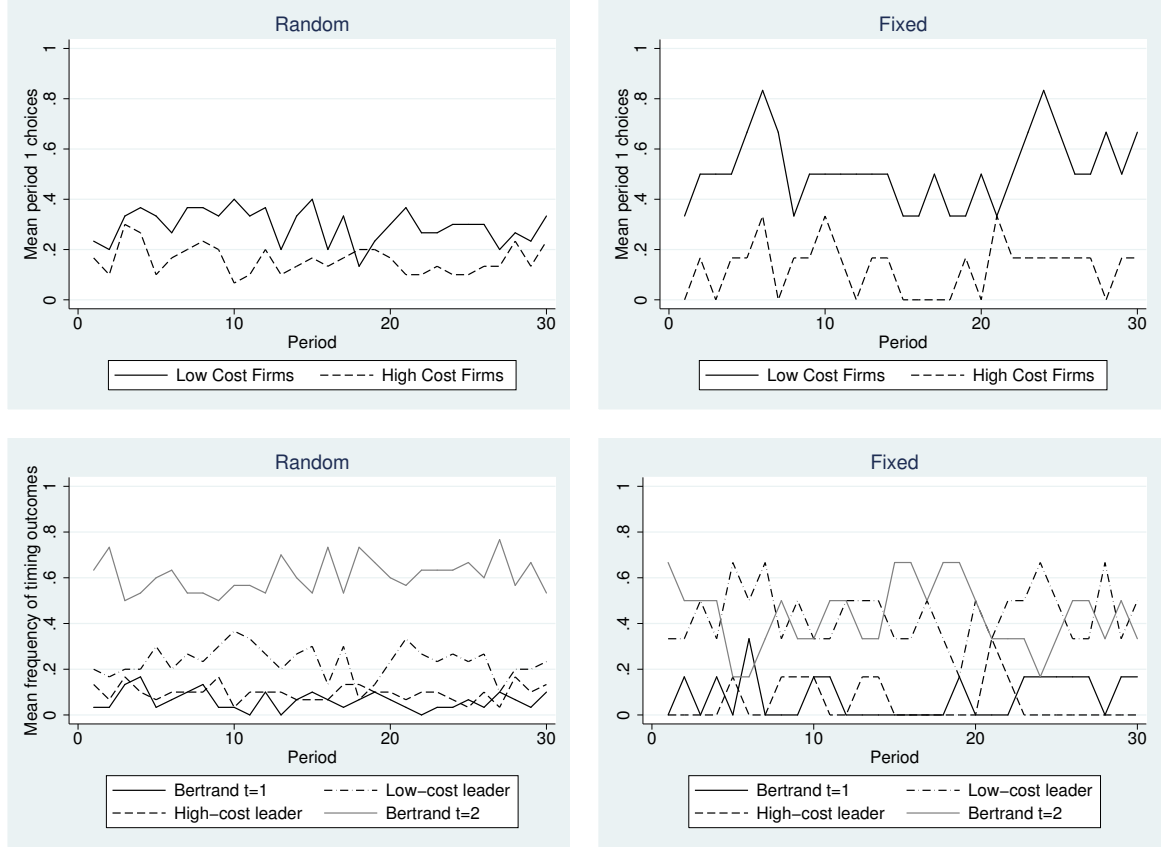 Random
Mean period 1 choices
1
.8
.6
.4
.2
0
0 10 20 30
Period
Low Cost Firms High Cost Firms
Fixed
Mean period 1 choices
1
.8
.6
.4
.2
0
0 10 20 30
Period
Low Cost Firms High Cost Firms
Random
Mean frequency of timing outcomes
1
.8
.6
.4
.2
0
0 10 20 30
Period
Bertrand t=1 Low−cost leader
High−cost leader Bertrand t=2
Fixed
1
.8
.6
.4
.2
0
0 10 20 30
Period
Bertrand t=1 Low−cost leader
High−cost leader Bertrand t=2